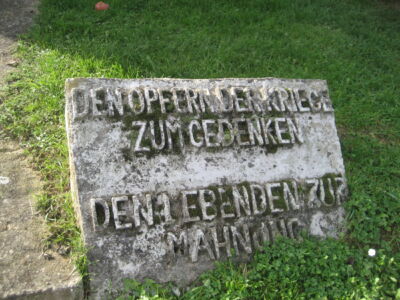 DEN OPFERN DER KRIEGE
ZUM GEDENKEN
DEN LEBENDEN ZUR
MAHNUNG